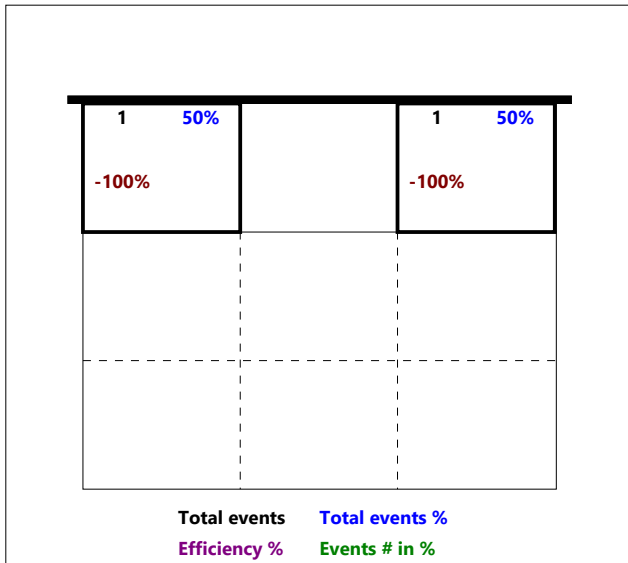 1 50% 1 50%
-100% -100%
Total events Total events %
Efficiency % Events # in %